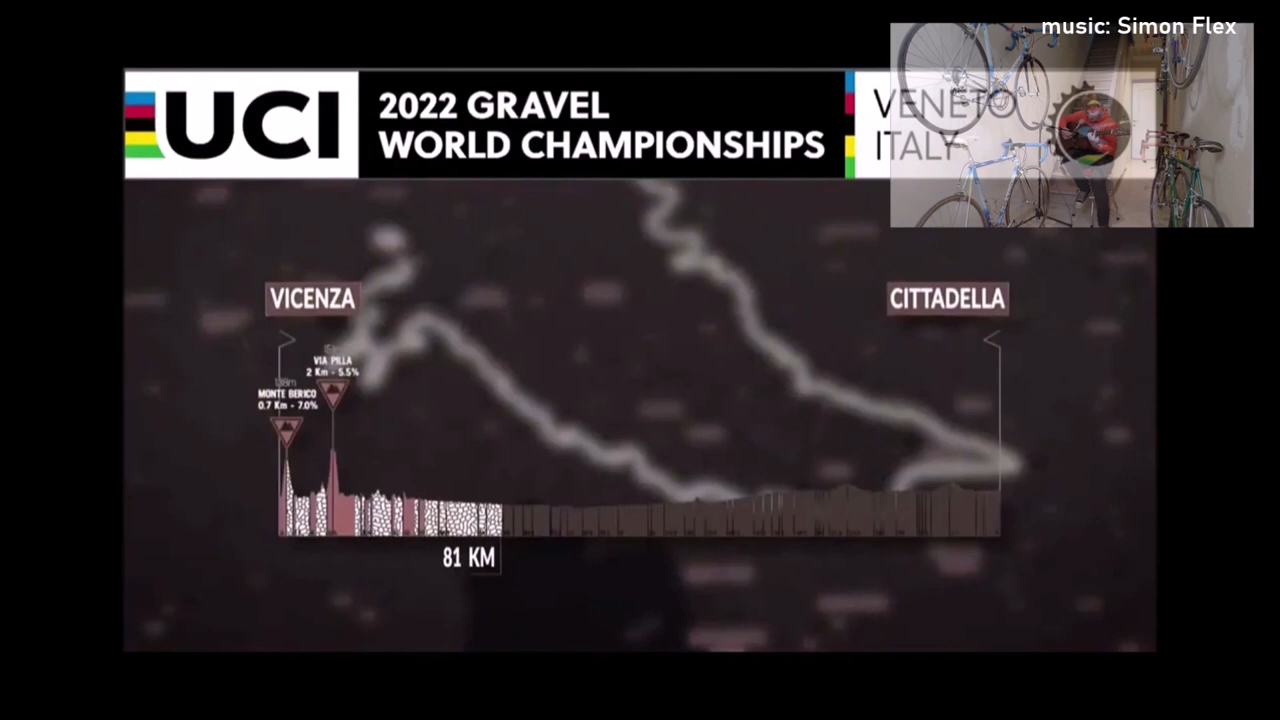 music: Simon Flex
UCI
2022 GRAVEL
WORLD CHAMPIONSHIPS
VENETO
ITALY
VICENZA
CITTADELLA
VIA PILLA
2 Km - 5.5%
MONTE BERICO
0.7 Km - 7.0%
81 KM